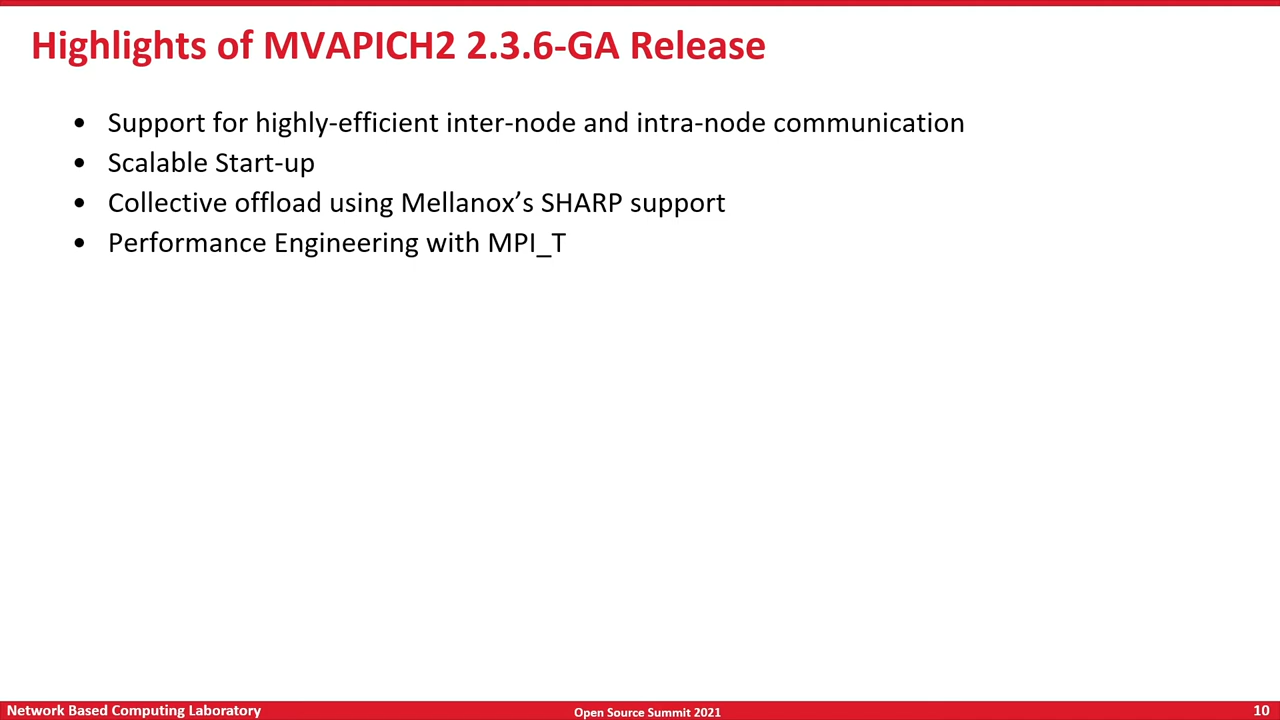 Highlights of MVAPICH2 2.3.6-GA Release
• Support for highly-efficient inter-node and intra-node communication
• Scalable Start-up
• Collective offload using Mellanox’s SHARP support
• Performance Engineering with MPI_T
Network Based Computing Laboratory
Open Source Summit 2021
10